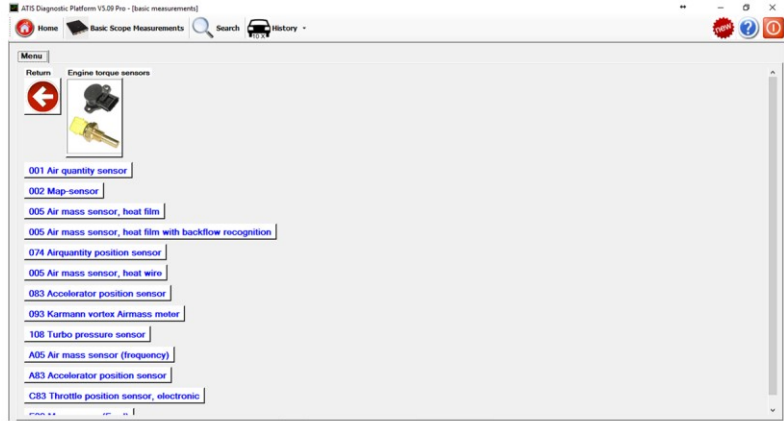 ATIS Diagnostic Platform V5.09 Pro - [basic measurements]
Home Basic Scope Measurements Search 10 X History new
Menu
Return Engine torque sensors
001 Air quantity sensor
002 Map-sensor
005 Air mass sensor, heat film
005 Air mass sensor, heat film with backflow recognition
074 Airquantity position sensor
005 Air mass sensor, heat wire
083 Accelerator position sensor
093 Karmann vortex Airmass meter
108 Turbo pressure sensor
A05 Air mass sensor (frequency)
A83 Accelerator position sensor
C83 Throttle position sensor, electronic